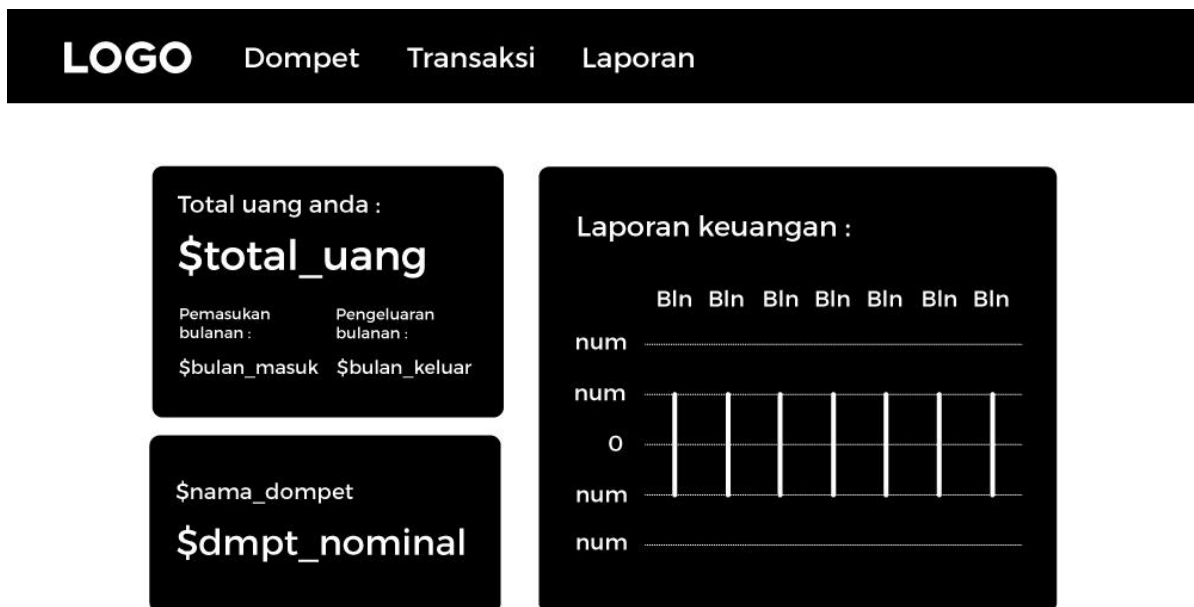 LOGO Dompet Transaksi Laporan
Total uang anda :
$total_uang
Pemasukan
bulanan :
$bulan_masuk
Pengeluaran
bulanan :
$bulan_keluar
$nama_dompet
$dmpt_nominal
Laporan keuangan :
Bln Bln Bln Bln Bln Bln Bln
num
num
0
num
num